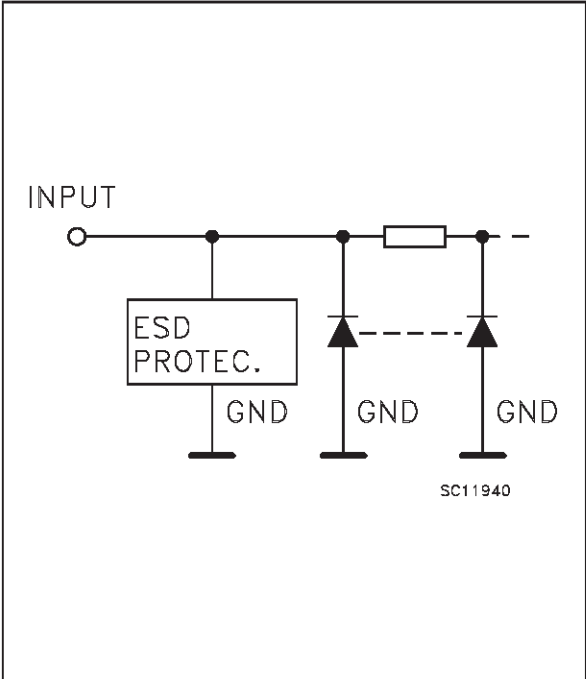 INPUT
ESD
PROTEC.
GND
GND
GND
SC11940